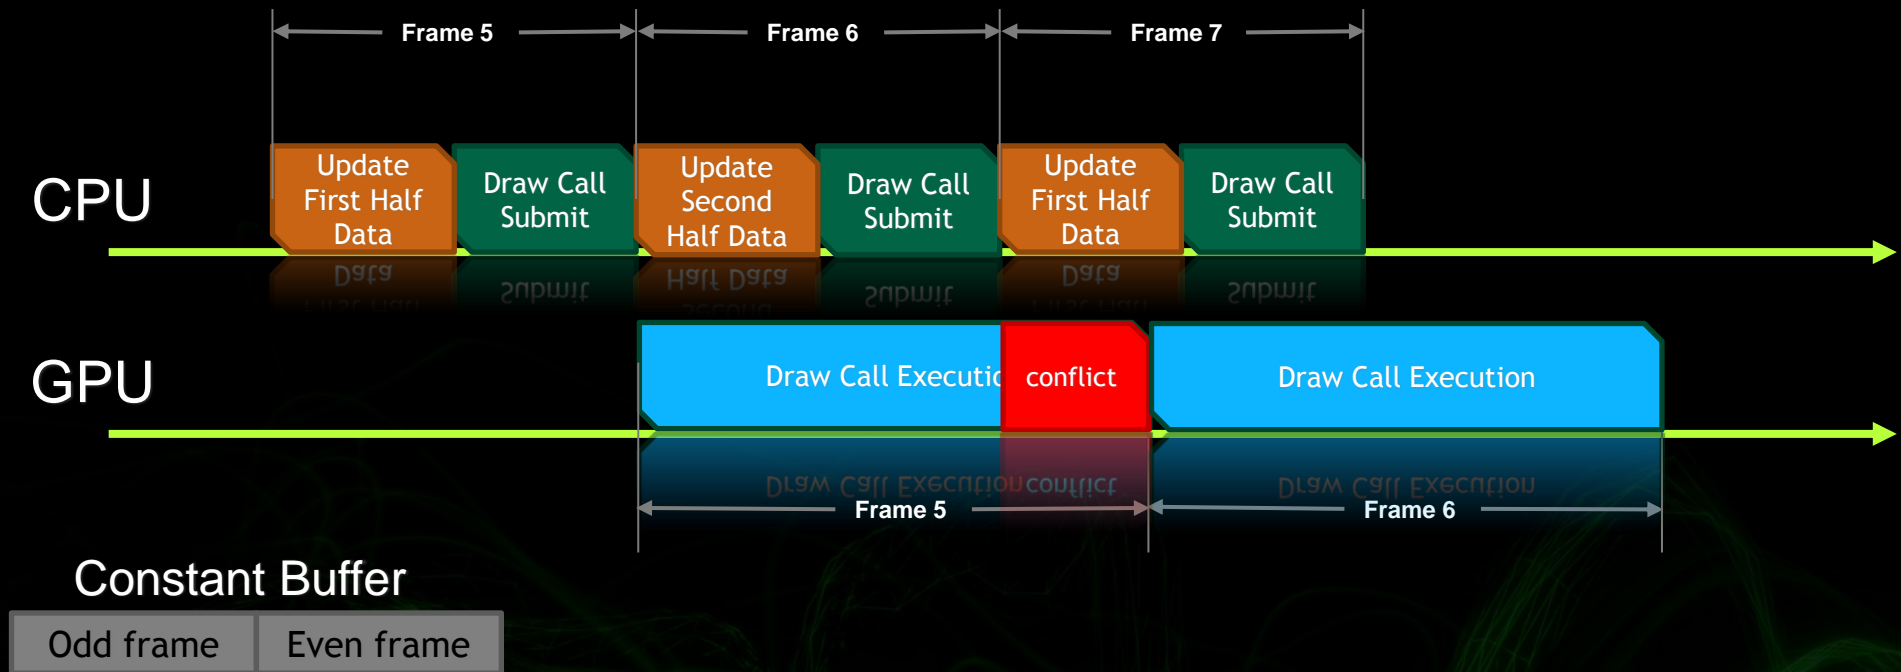 Frame 5
Frame 6
Frame 7
CPU
Update
First Half
Data
Draw Call
Submit
Update
Second
Half Data
Draw Call
Submit
Update
First Half
Data
Draw Call
Submit
GPU
Draw Call Executio
conflict
Draw Call Execution
Frame 5
Frame 6
Constant Buffer
Odd frame
Even frame